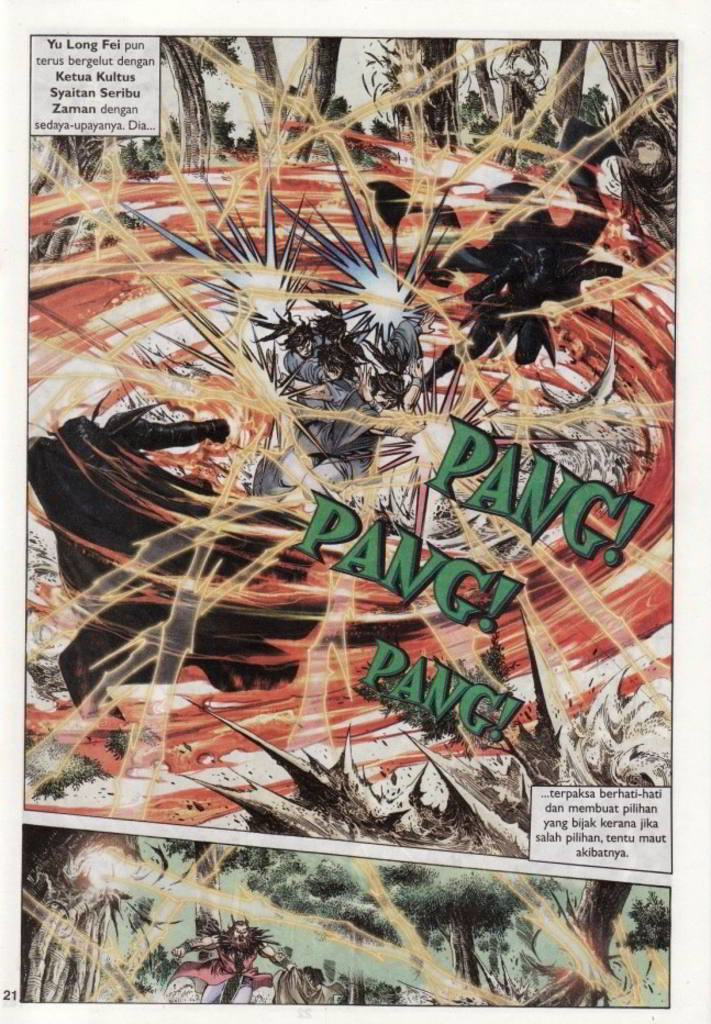 Yu Long Fei pun
terus bergelut dengan
Ketua Kultus
Syaitan Seribu
Zaman dengan
sedaya-upayanya. Dia...
PANG!
PANG!
PANG!
...terpaksa berhati-hati
dan membuat pilihan
yang bijak kerana jika
salah pilihan, tentu maut
akibatnya.
21